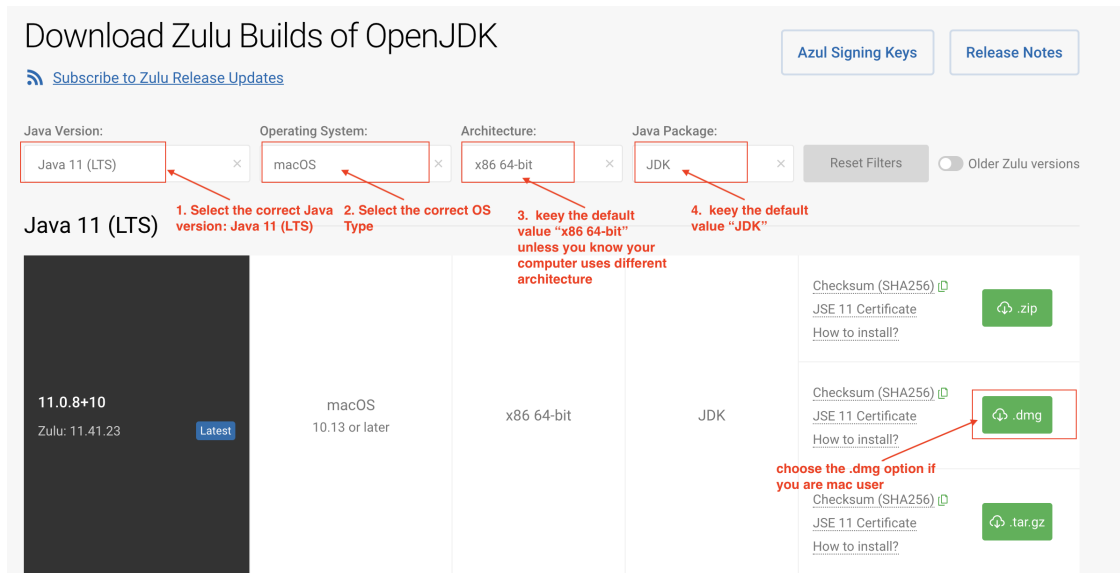 Download Zulu Builds of OpenJDK
Azul Signing Keys
Release Notes
Subscribe to Zulu Release Updates
Java Version:
Operating System:
Architecture:
Java Package:
Java 11 (LTS) ×
macOS ×
x86 64-bit ×
JDK ×
Reset Filters
Older Zulu versions
1. Select the correct Java
version: Java 11 (LTS)
2. Select the correct OS
Type
3. keey the default
value “x86 64-bit”
unless you know your
computer uses different
architecture
4. keey the default
value “JDK”
Java 11 (LTS)
11.0.8+10
Zulu: 11.41.23
Latest
macOS
10.13 or later
x86 64-bit
JDK
Checksum (SHA256)
JSE 11 Certificate
How to install?
.zip
Checksum (SHA256)
JSE 11 Certificate
How to install?
.dmg
choose the .dmg option if
you are mac user
Checksum (SHA256)
JSE 11 Certificate
How to install?
.tar.gz